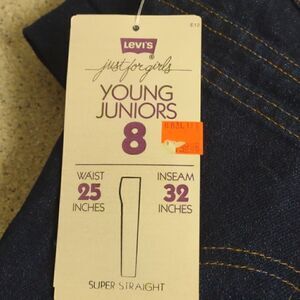 LEVI'S
®
just for girls
YOUNG
JUNIORS
8
WAIST
25
INCHES
INSEAM
32
INCHES
SUPER STRAIGHT